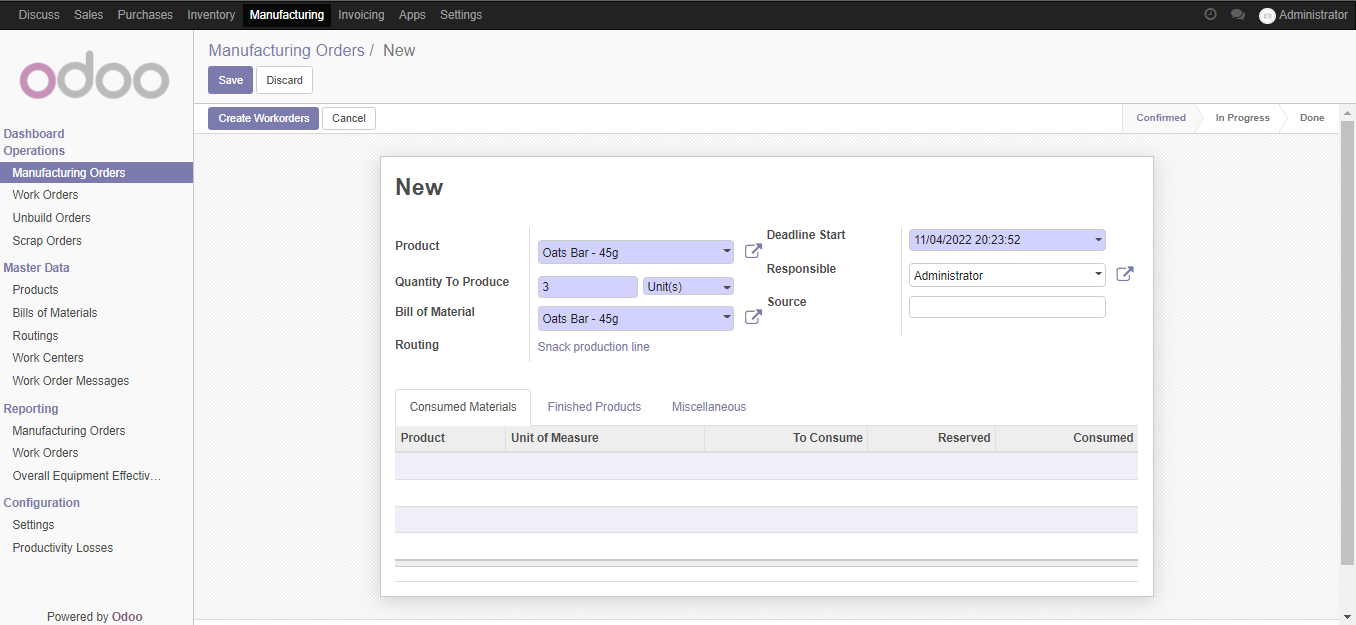 Discuss Sales Purchases Inventory Manufacturing Invoicing Apps Settings Administrator
odoo
Dashboard
Operations
Manufacturing Orders
Work Orders
Unbuild Orders
Scrap Orders
Master Data
Products
Bills of Materials
Routings
Work Centers
Work Order Messages
Reporting
Manufacturing Orders
Work Orders
Overall Equipment Effectiv…
Configuration
Settings
Productivity Losses
Powered by Odoo
Manufacturing Orders / New
Save Discard
Create Workorders Cancel Confirmed In Progress Done
New
Product Oats Bar - 45g
Quantity To Produce 3 Unit(s)
Bill of Material Oats Bar - 45g
Routing Snack production line
Deadline Start 11/04/2022 20:23:52
Responsible Administrator
Source
Consumed Materials Finished Products Miscellaneous
Product Unit of Measure To Consume Reserved Consumed